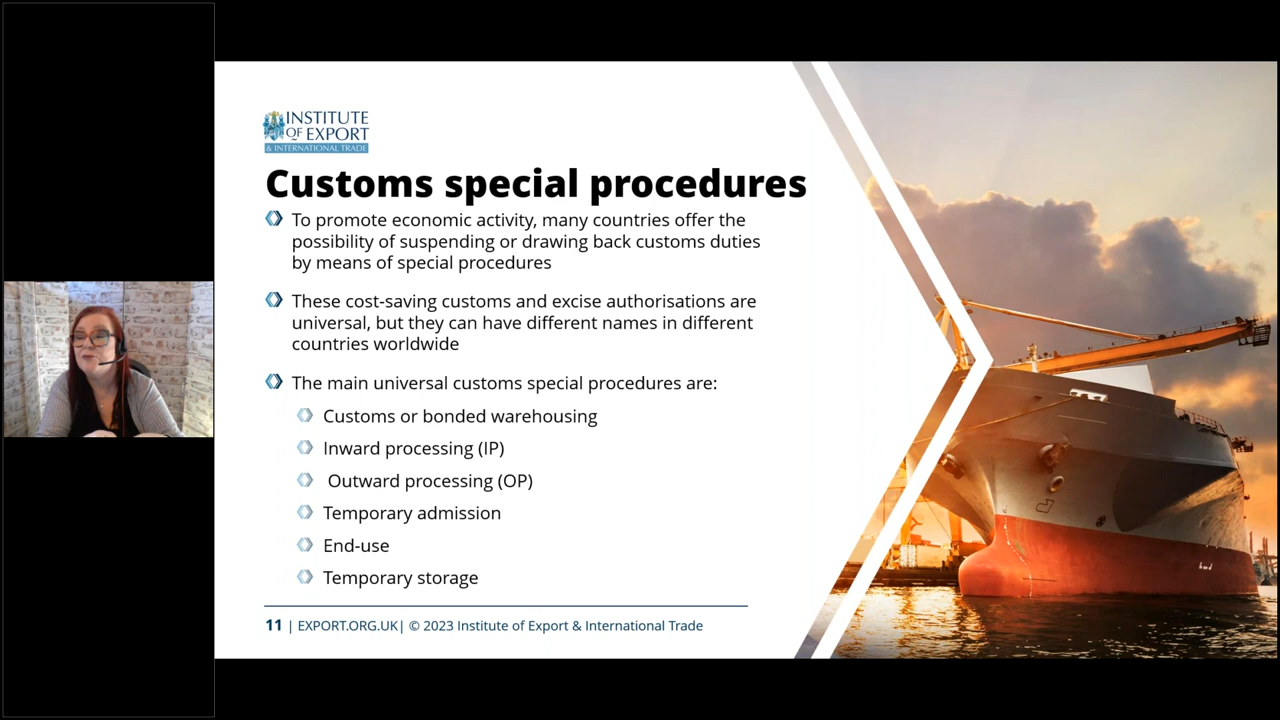 INSTITUTE
OF EXPORT
& INTERNATIONAL TRADE
Customs special procedures
To promote economic activity, many countries offer the
possibility of suspending or drawing back customs duties
by means of special procedures
These cost-saving customs and excise authorisations are
universal, but they can have different names in different
countries worldwide
The main universal customs special procedures are:
Customs or bonded warehousing
Inward processing (IP)
Outward processing (OP)
Temporary admission
End-use
Temporary storage
11 | EXPORT.ORG.UK| © 2023 Institute of Export & International Trade